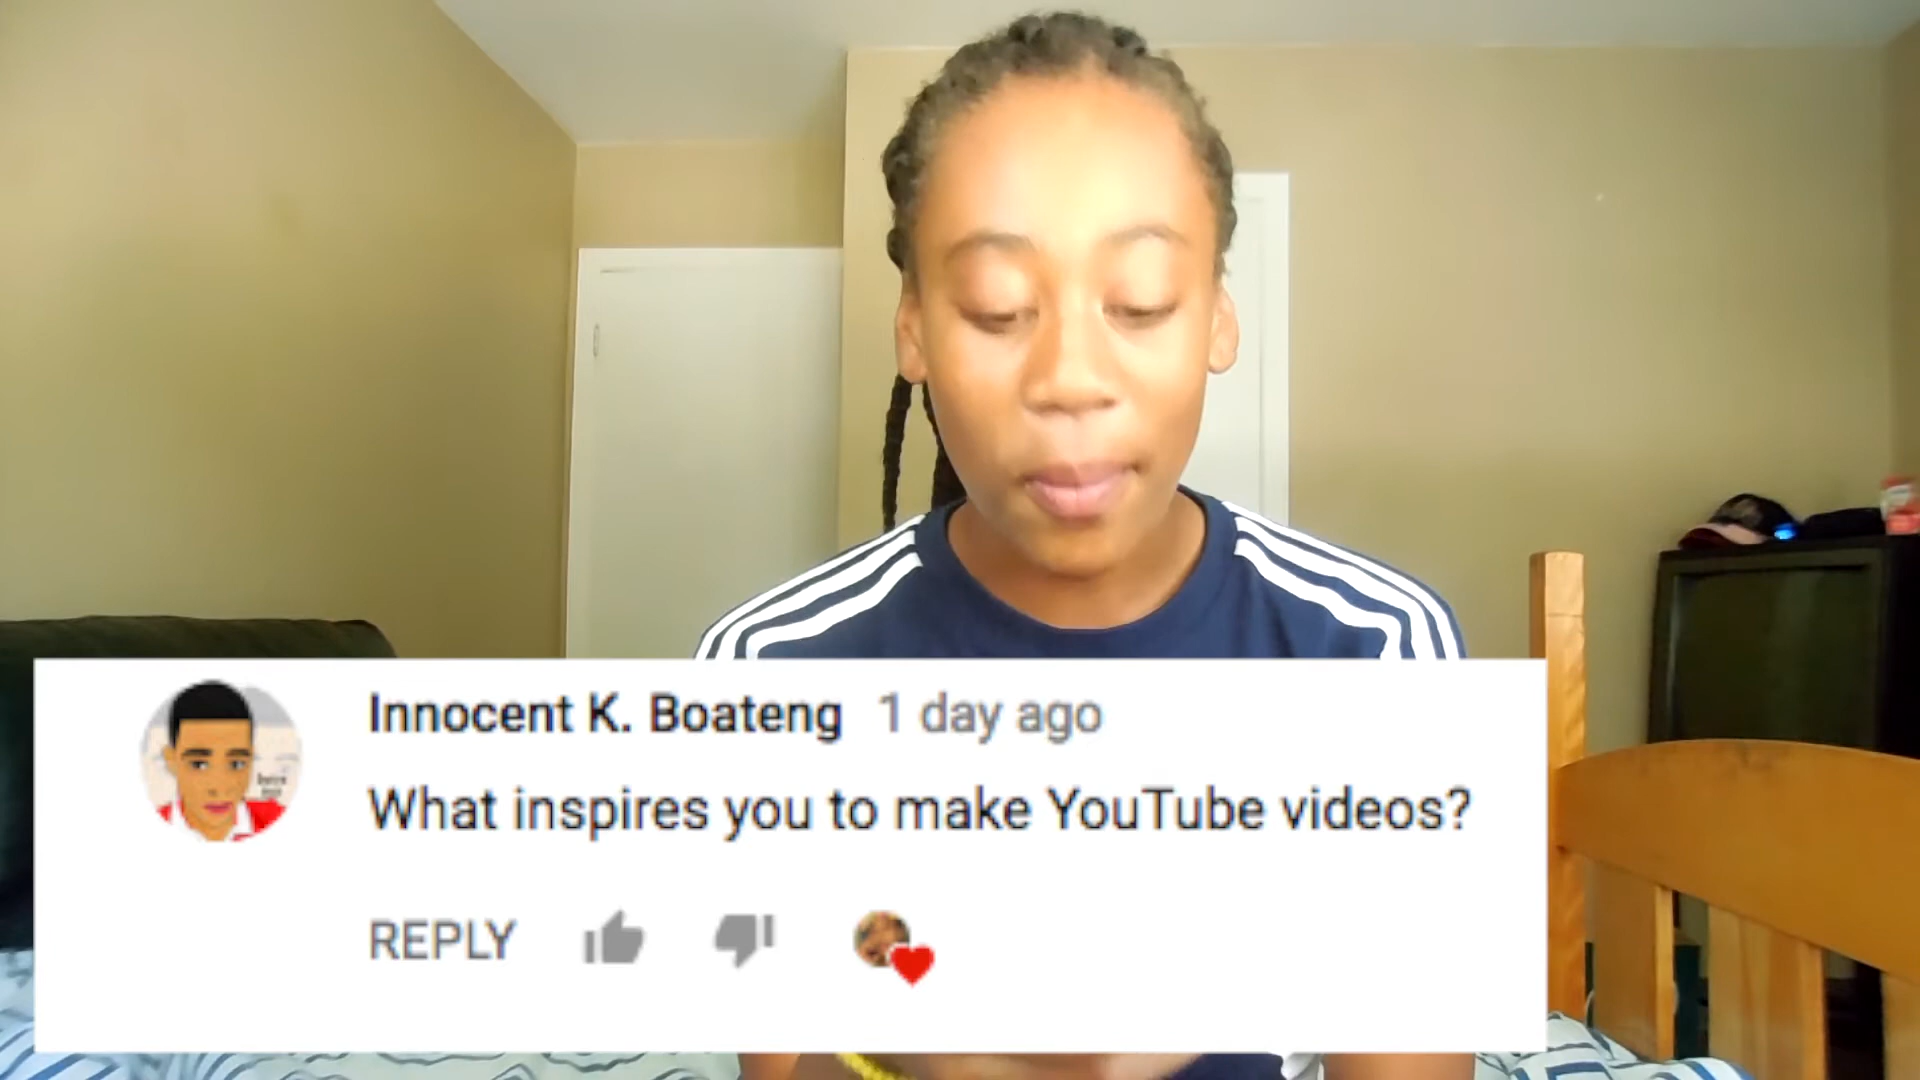 Innocent K. Boateng 1 day ago
What inspires you to make YouTube videos?
REPLY